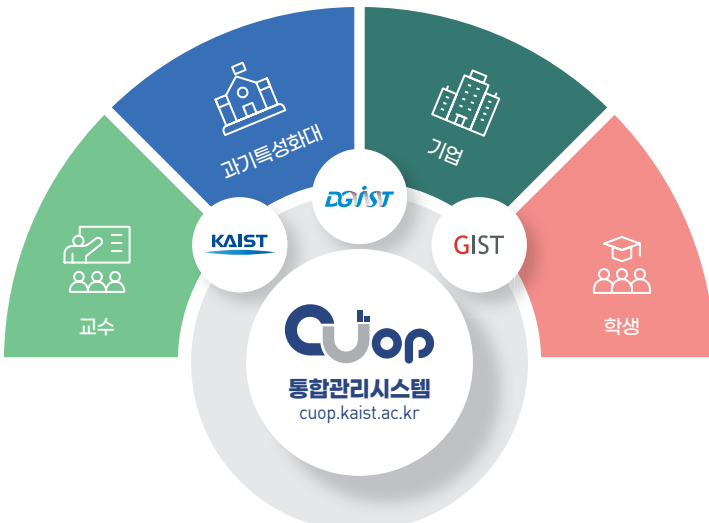 과기특성화대
기업
교수
학생
KAIST
DGIST
GIST
CUop
통합관리시스템
cuop.kaist.ac.kr